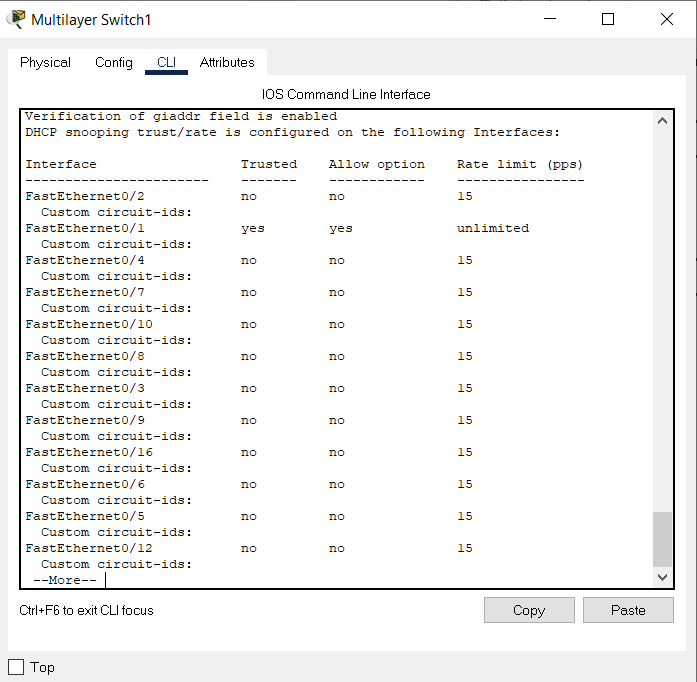 Multilayer Switch1
Physical Config CLI Attributes
IOS Command Line Interface
Verification of giaddr field is enabled
DHCP snooping trust/rate is configured on the following Interfaces:
Interface Trusted Allow option Rate limit (pps)
----------------------- ------- ------------ ----------------
FastEthernet0/2 no no 15
Custom circuit-ids:
FastEthernet0/1 yes yes unlimited
Custom circuit-ids:
FastEthernet0/4 no no 15
Custom circuit-ids:
FastEthernet0/7 no no 15
Custom circuit-ids:
FastEthernet0/10 no no 15
Custom circuit-ids:
FastEthernet0/8 no no 15
Custom circuit-ids:
FastEthernet0/3 no no 15
Custom circuit-ids:
FastEthernet0/9 no no 15
Custom circuit-ids:
FastEthernet0/16 no no 15
Custom circuit-ids:
FastEthernet0/6 no no 15
Custom circuit-ids:
FastEthernet0/5 no no 15
Custom circuit-ids:
FastEthernet0/12 no no 15
Custom circuit-ids:
--More--
Ctrl+F6 to exit CLI focus
Copy Paste
Top